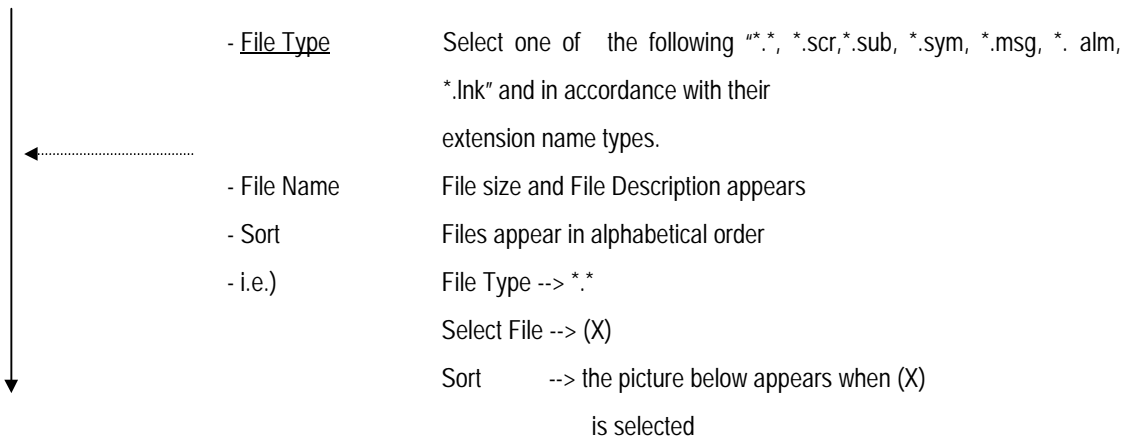 - File Type Select one of the following "*.*, *.scr,*.sub, *.sym, *.msg, *. alm,
*.lnk" and in accordance with their
extension name types.
- File Name File size and File Description appears
- Sort Files appear in alphabetical order
- i.e.) File Type --> *.*
Select File --> (X)
Sort --> the picture below appears when (X)
is selected